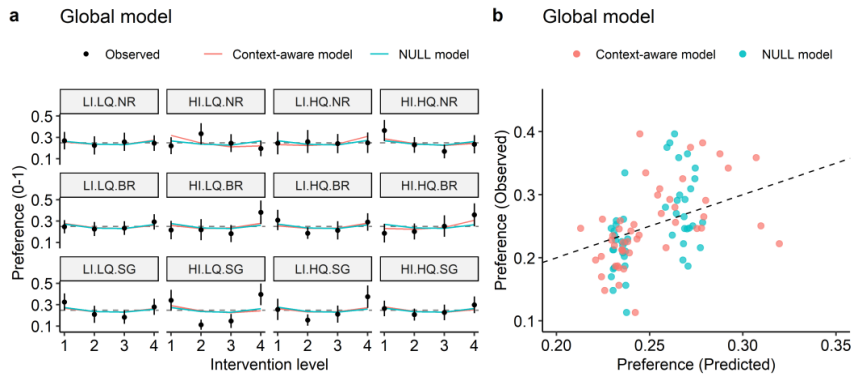 a Global model
Observed Context-aware model NULL model
LI.LQ.NR HI.LQ.NR LI.HQ.NR HI.HQ.NR
0.5
0.3
0.1
LI.LQ.BR HI.LQ.BR LI.HQ.BR HI.HQ.BR
0.5
0.3
0.1
LI.LQ.SG HI.LQ.SG LI.HQ.SG HI.HQ.SG
0.5
0.3
0.1
Preference (0-1)
1 2 3 4 1 2 3 4 1 2 3 4 1 2 3 4
Intervention level
b Global model
Context-aware model NULL model
Preference (Observed)
0.4
0.3
0.2
0.1
0.20 0.25 0.30 0.35
Preference (Predicted)